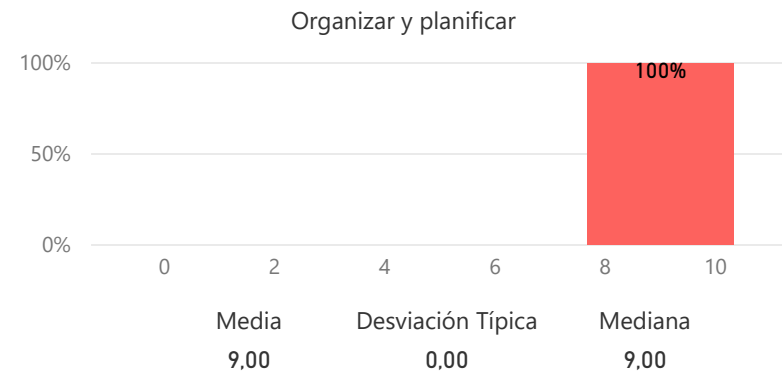 Organizar y planificar
100%
100%
50%
0%
0 2 4 6 8 10
Media Desviación Típica Mediana
9,00 0,00 9,00